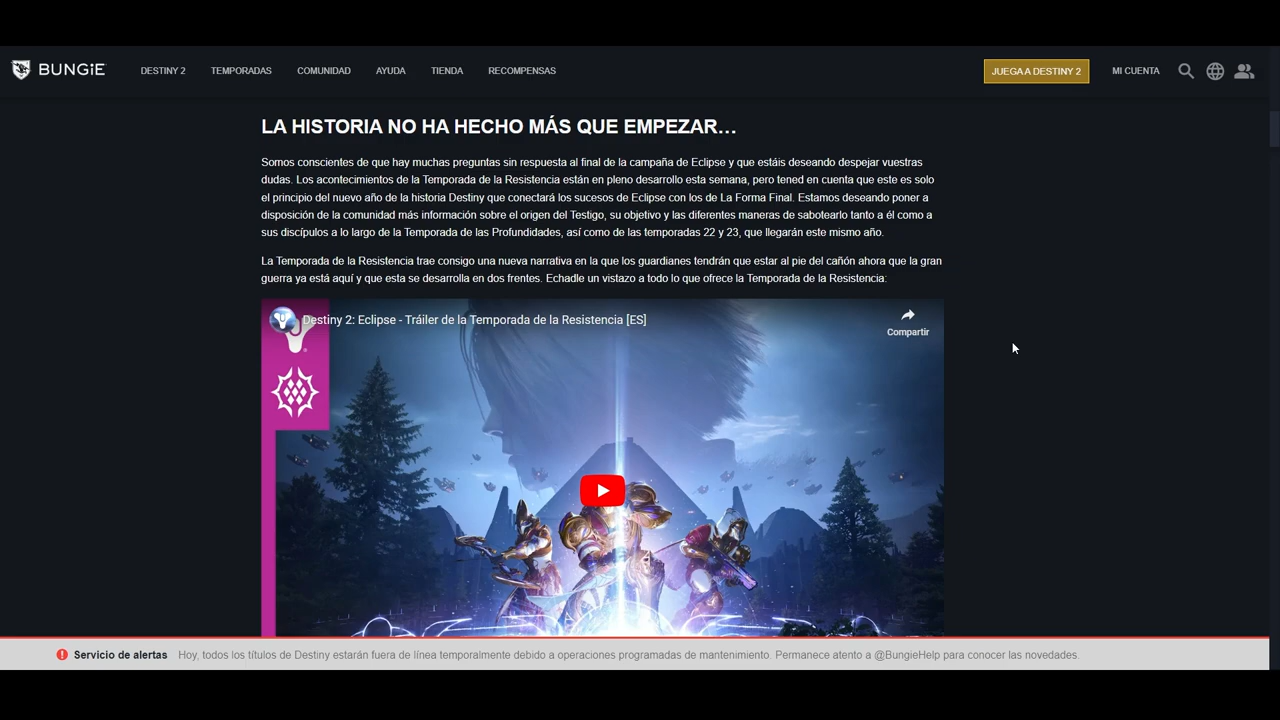 BUNGiE
DESTINY 2
TEMPORADAS
COMUNIDAD
AYUDA
TIENDA
RECOMPENSAS
JUEGA A DESTINY 2
MI CUENTA
LA HISTORIA NO HA HECHO MÁS QUE EMPEZAR…
Somos conscientes de que hay muchas preguntas sin respuesta al final de la campaña de Eclipse y que estáis deseando despejar vuestras
dudas. Los acontecimientos de la Temporada de la Resistencia están en pleno desarrollo esta semana, pero tened en cuenta que este es solo
el principio del nuevo año de la historia Destiny que conectará los sucesos de Eclipse con los de La Forma Final. Estamos deseando poner a
disposición de la comunidad más información sobre el origen del Testigo, su objetivo y las diferentes maneras de sabotearlo tanto a él como a
sus discípulos a lo largo de la Temporada de las Profundidades, así como de las temporadas 22 y 23, que llegarán este mismo año.
La Temporada de la Resistencia trae consigo una nueva narrativa en la que los guardianes tendrán que estar al pie del cañón ahora que la gran
guerra ya está aquí y que esta se desarrolla en dos frentes. Echadle un vistazo a todo lo que ofrece la Temporada de la Resistencia:
Destiny 2: Eclipse - Tráiler de la Temporada de la Resistencia [ES]
Compartir
Servicio de alertas Hoy, todos los títulos de Destiny estarán fuera de línea temporalmente debido a operaciones programadas de mantenimiento. Permanece atento a @BungieHelp para conocer las novedades.